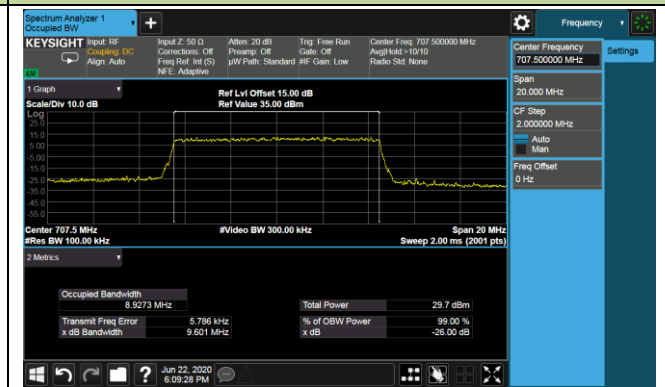 Spectrum Analyzer 1
Occupied BW
+
Frequency
KEYSIGHT
Input: RF
Coupling: DC
Align: Auto
Input Z: 50 Ω
Corrections: Off
Freq Ref: Int (S)
NFE: Adaptive
Atten: 20 dB
Preamp: Off
µW Path: Standard
Trig: Free Run
Gate: Off
#IF Gain: Low
Center Freq: 707.500000 MHz
Avg|Hold >10/10
Radio Std: None
Center Frequency
707.500000 MHz
Settings
Span
20.000 MHz
CF Step
2.000000 MHz
Auto
Man
Freq Offset
0 Hz
1 Graph
Scale/Div 10.0 dB
Ref Lvl Offset 15.00 dB
Ref Value 35.00 dBm
Log
25.0
15.0
5.00
-5.00
-15.0
-25.0
-35.0
-45.0
-55.0
Center 707.5 MHz
#Video BW 300.00 kHz
Span 20 MHz
#Res BW 100.00 kHz
Sweep 2.00 ms (2001 pts)
2 Metrics
Occupied Bandwidth
8.9273 MHz
Total Power 29.7 dBm
Transmit Freq Error 5.786 kHz
% of OBW Power 99.00 %
x dB Bandwidth 9.601 MHz
x dB -26.00 dB
?
Jun 22, 2020
6:09:28 PM